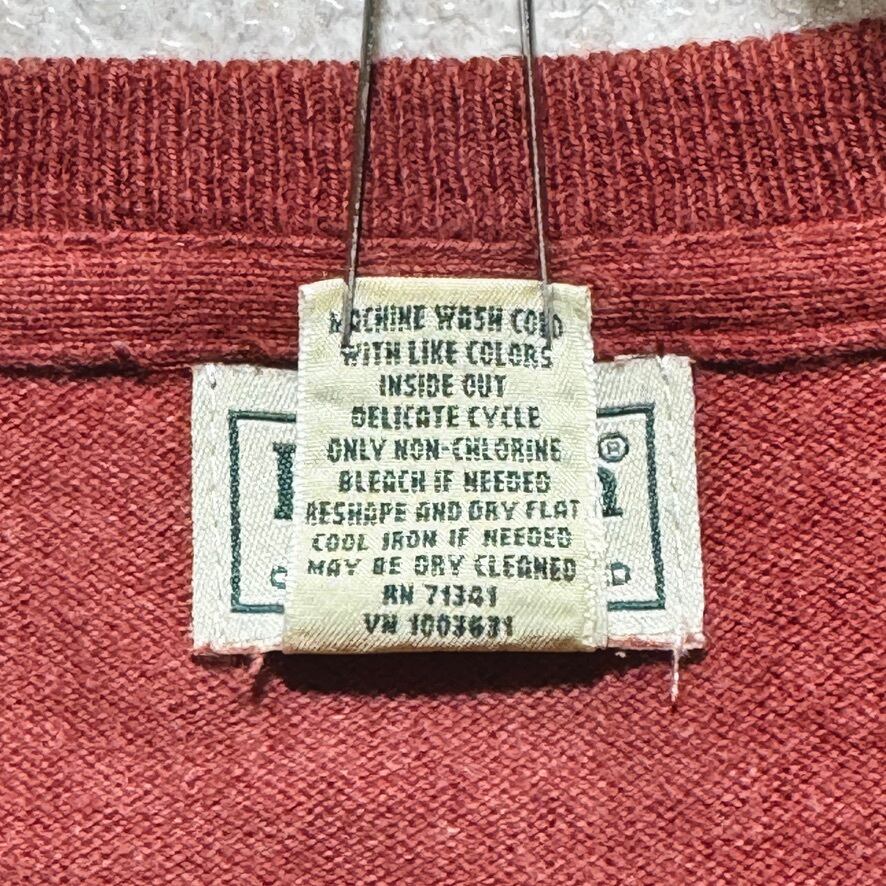 MACHINE WASH COLD
WITH LIKE COLORS
INSIDE OUT
DELICATE CYCLE
ONLY NON-CHLORINE
BLEACH IF NEEDED
RESHAPE AND DRY FLAT
COOL IRON IF NEEDED
MAY BE DRY CLEANED
RN 71341
VN 1003631
®